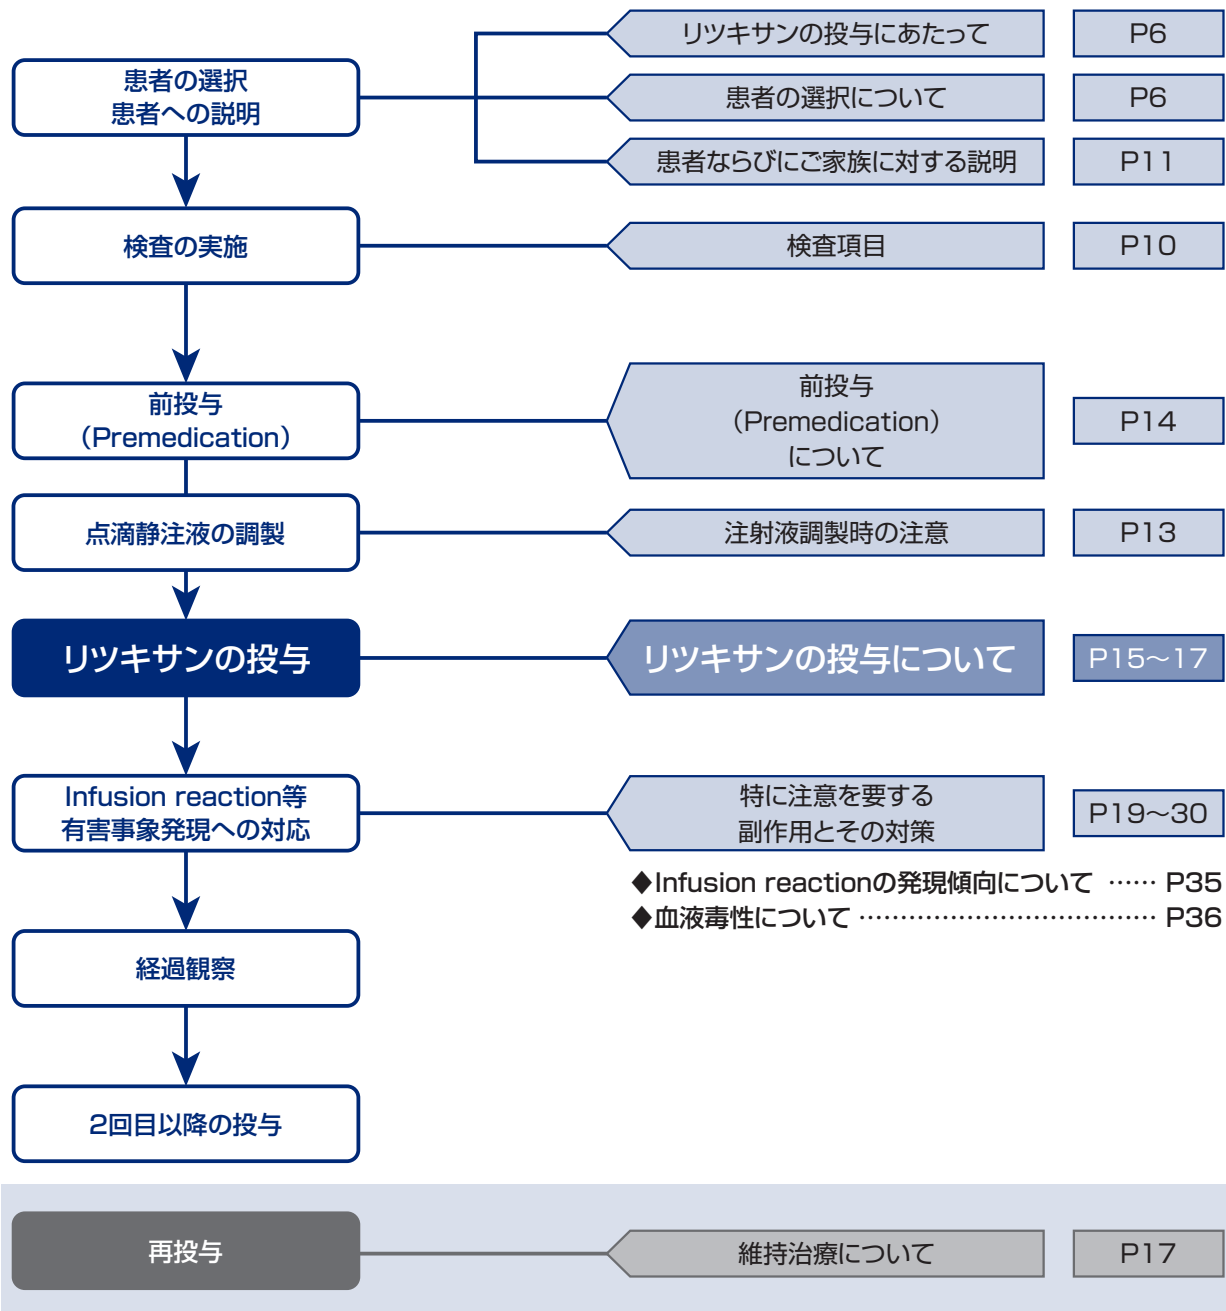 患者の選択
患者への説明
リツキサンの投与にあたって P6
患者の選択について P6
患者ならびにご家族に対する説明 P11
検査の実施
検査項目 P10
前投与
（Premedication）
前投与
（Premedication）
について
P14
点滴静注液の調製
注射液調製時の注意 P13
リツキサンの投与
リツキサンの投与について P15〜17
Infusion reaction等
有害事象発現への対応
特に注意を要する
副作用とその対策
P19〜30
◆Infusion reactionの発現傾向について …… P35
◆血液毒性について ……………………………… P36
経過観察
2回目以降の投与
再投与
維持治療について P17